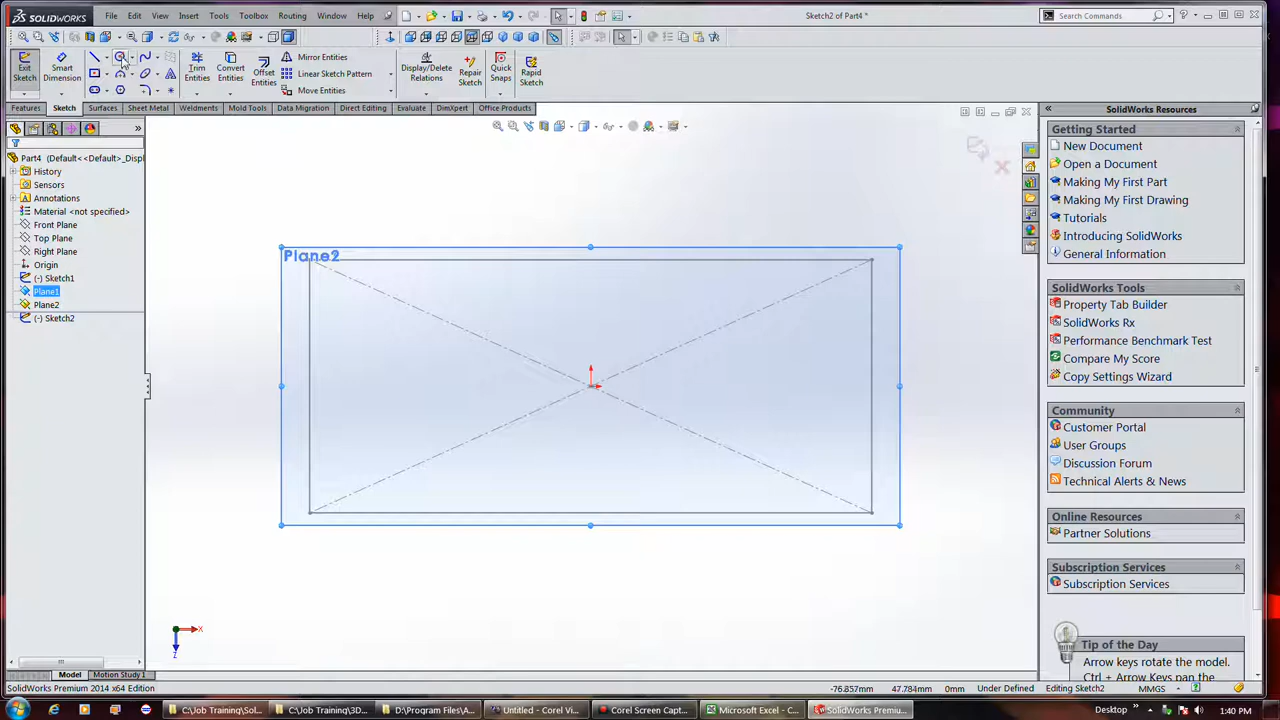 SOLIDWORKS File Edit View Insert Tools Toolbox Routing Window Help Sketch2 of Part4 * Search Commands
Exit Sketch Smart Dimension Trim Entities Convert Entities Offset Entities Mirror Entities Linear Sketch Pattern Move Entities Display/Delete Relations Repair Sketch Quick Snaps Rapid Sketch
Features Sketch Surfaces Sheet Metal Weldments Mold Tools Data Migration Direct Editing Evaluate DimXpert Office Products
Part4 (Default<<Default>_Displ
History
Sensors
Annotations
Material <not specified>
Front Plane
Top Plane
Right Plane
Origin
(-) Sketch1
Plane1
Plane2
(-) Sketch2
Plane2
X
Z
SolidWorks Resources
Getting Started
New Document
Open a Document
Making My First Part
Making My First Drawing
Tutorials
Introducing SolidWorks
General Information
SolidWorks Tools
Property Tab Builder
SolidWorks Rx
Performance Benchmark Test
Compare My Score
Copy Settings Wizard
Community
Customer Portal
User Groups
Discussion Forum
Technical Alerts & News
Online Resources
Partner Solutions
Subscription Services
Subscription Services
Tip of the Day
Arrow keys rotate the model.
Ctrl + Arrow Keys pan the
Model Motion Study 1
SolidWorks Premium 2014 x64 Edition -76.857mm 47.784mm 0mm Under Defined Editing Sketch2 MMGS
C:\Job Training\Sol... C:\Job Training\3D... D:\Program Files\A... Untitled - Corel Vi... Corel Screen Capt... Microsoft Excel - C... SolidWorks Premiu... Desktop 1:40 PM